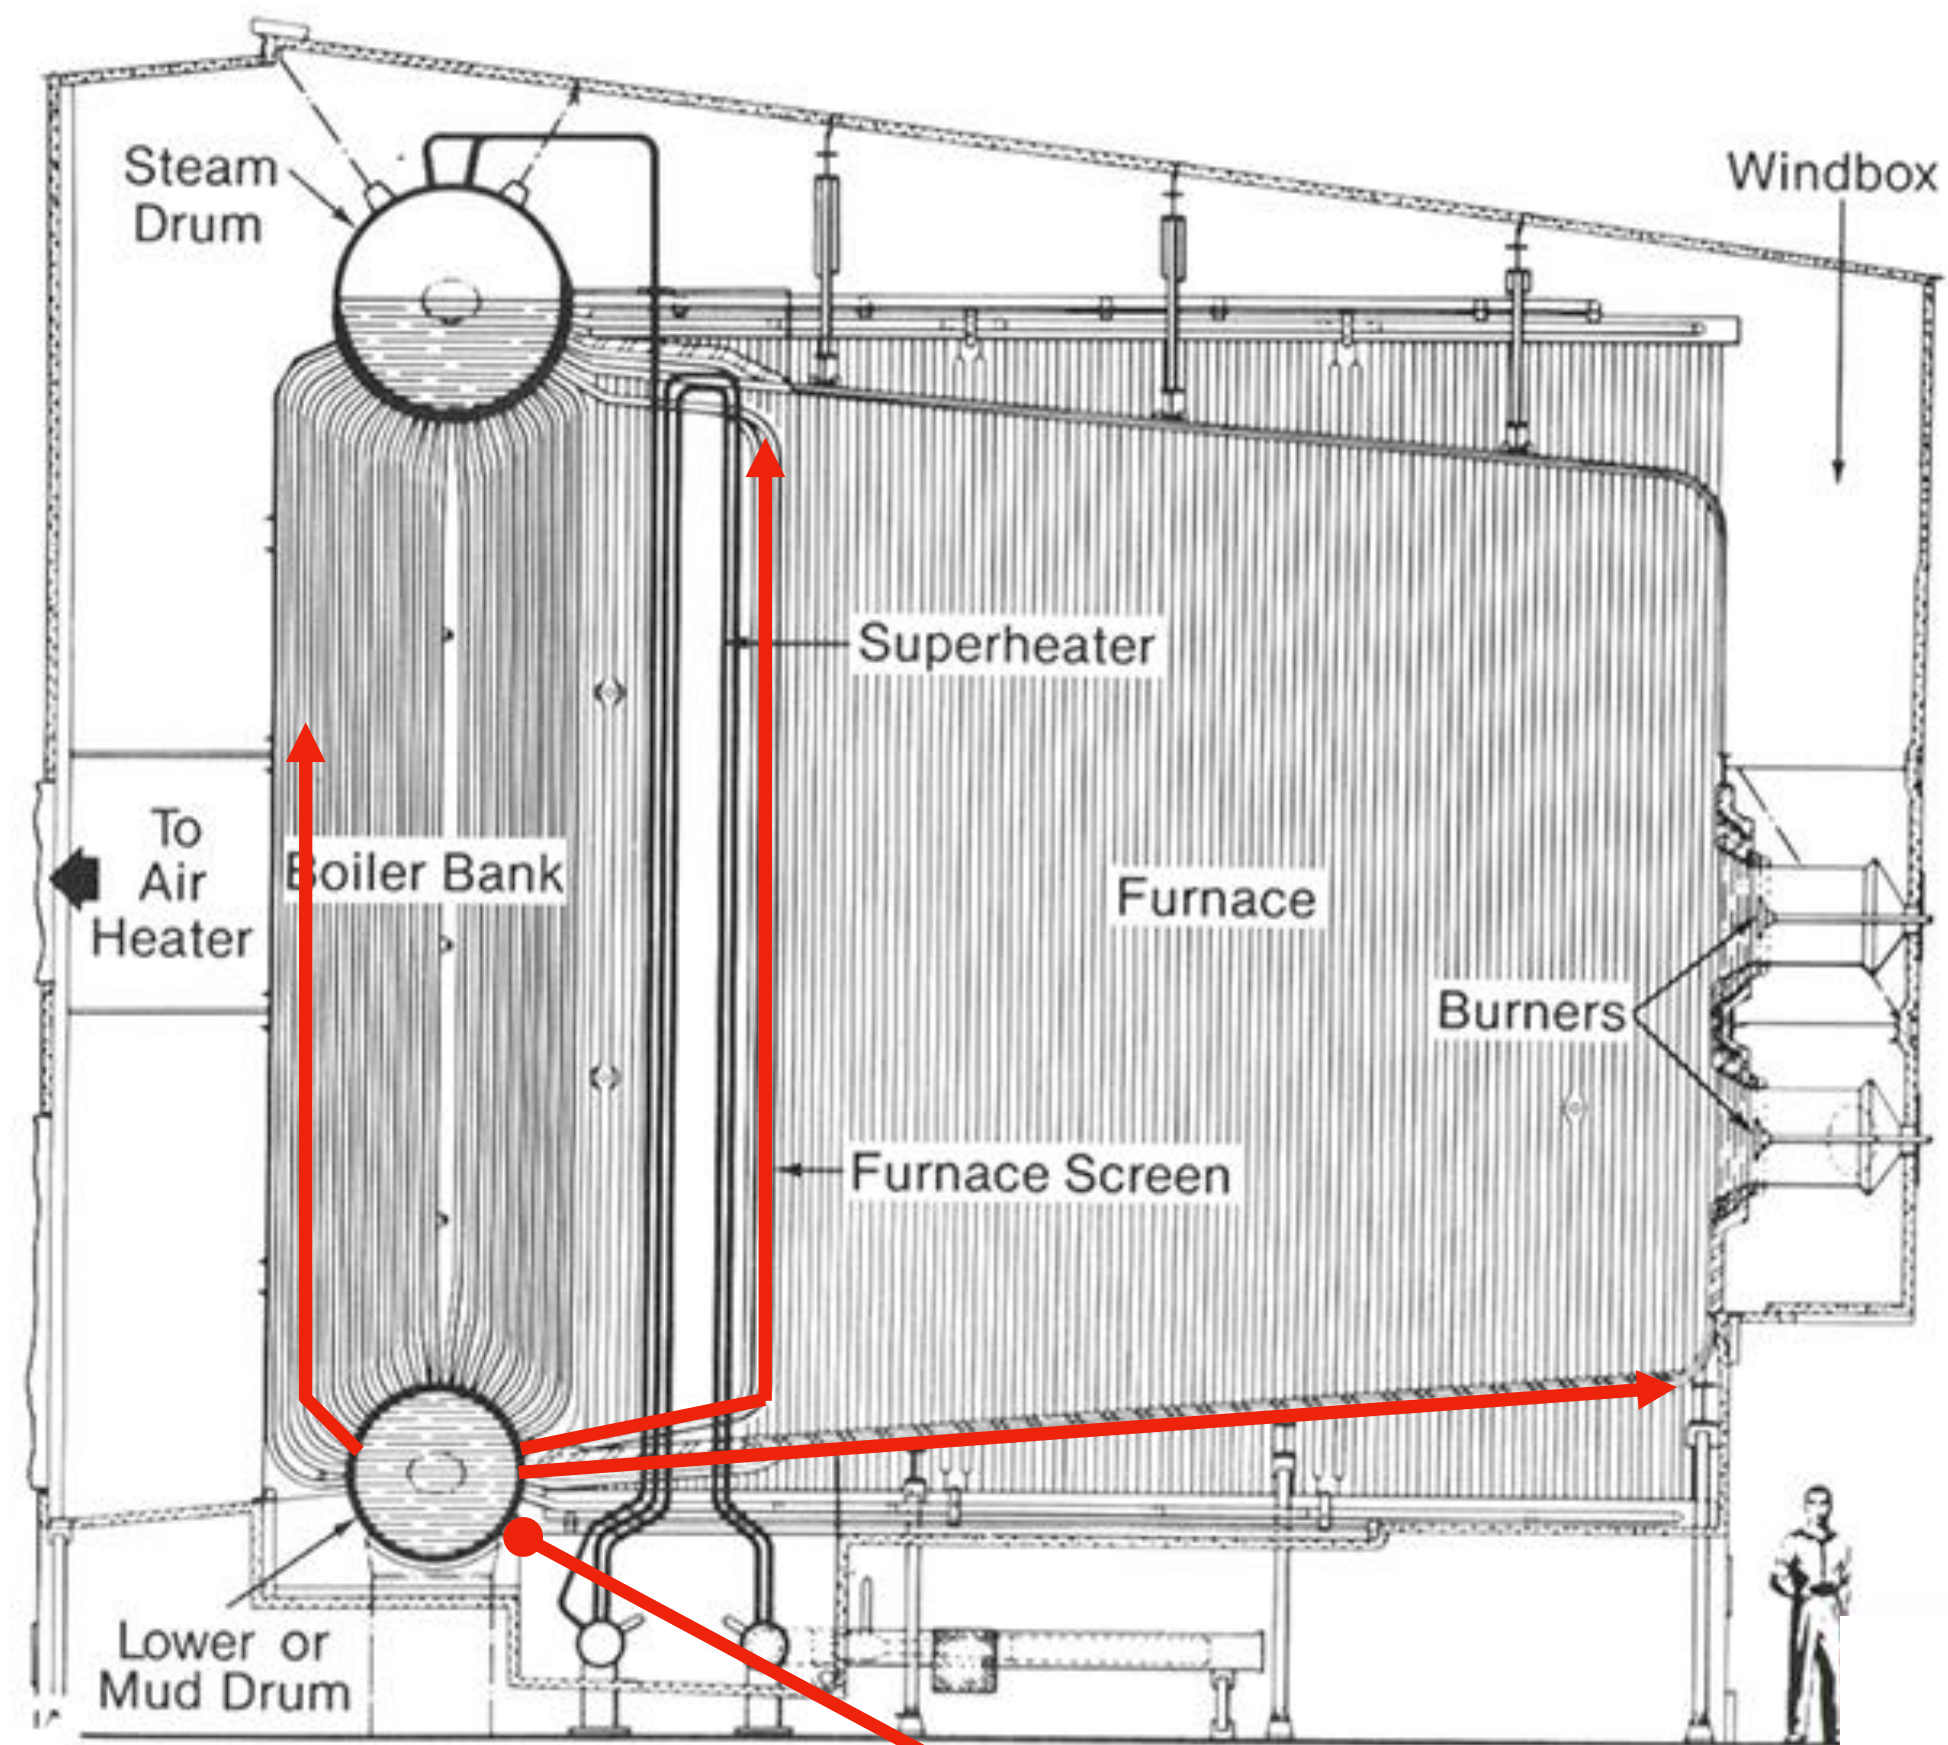 Steam
Drum
Windbox
Superheater
To
Air
Heater
Boiler Bank
Furnace
Burners
Furnace Screen
Lower or
Mud Drum